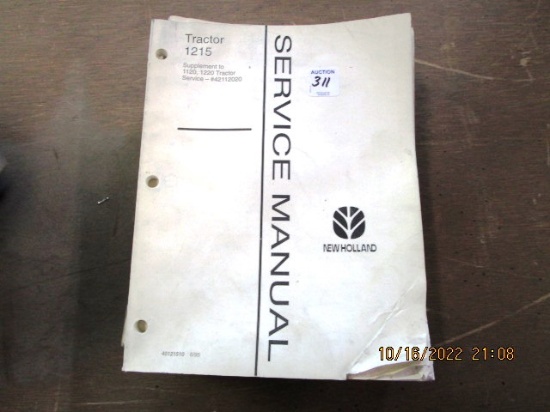 Tractor
1215
Supplement to
1120, 1220 Tractor
Service – #42112020
SERVICE MANUAL
AUCTION
311
NEW HOLLAND
10/16/2022 21:08